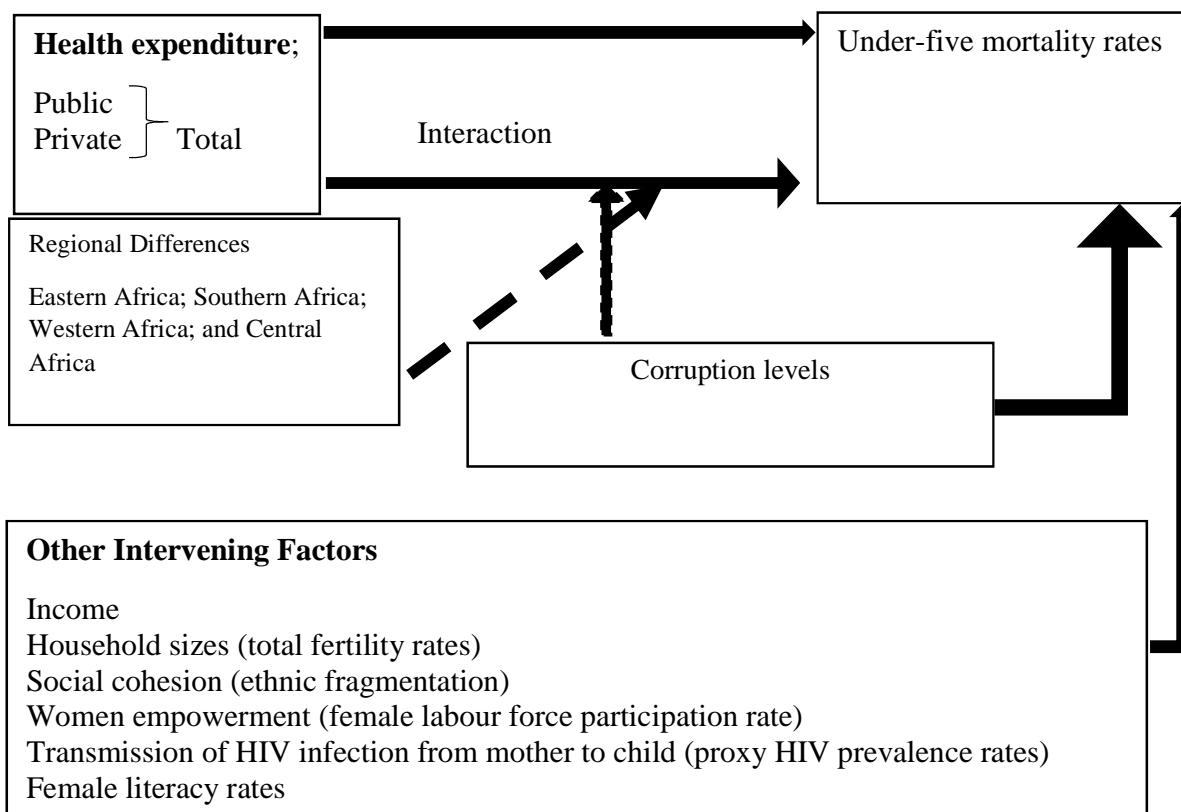 Health expenditure;
Public
Private
Total
Interaction
Under-five mortality rates
Regional Differences
Eastern Africa; Southern Africa;
Western Africa; and Central
Africa
Corruption levels
Other Intervening Factors
Income
Household sizes (total fertility rates)
Social cohesion (ethnic fragmentation)
Women empowerment (female labour force participation rate)
Transmission of HIV infection from mother to child (proxy HIV prevalence rates)
Female literacy rates